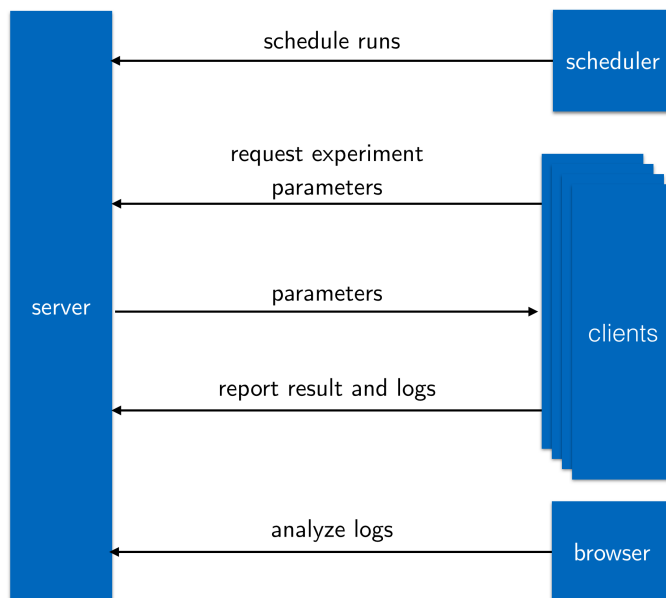 schedule runs
scheduler
request experiment
parameters
server
parameters
clients
report result and logs
analyze logs
browser